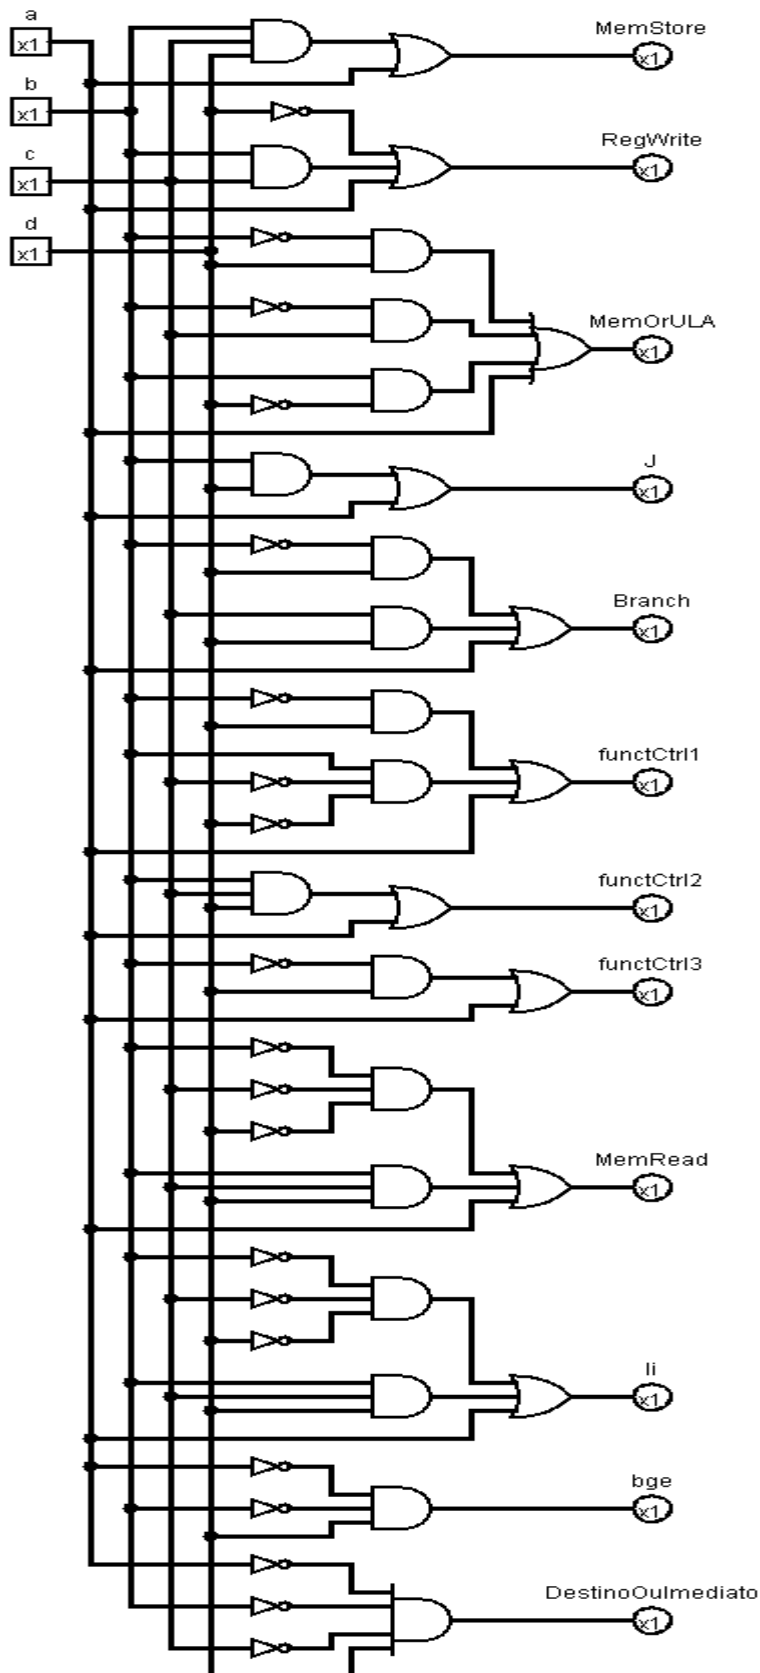 a
x1
MemStore
x1
b
x1
RegWrite
x1
c
x1
d
x1
MemOrULA
x1
J
x1
Branch
x1
functCtrl1
x1
functCtrl2
x1
functCtrl3
x1
MemRead
x1
li
x1
bge
x1
DestinoOuImediato
x1